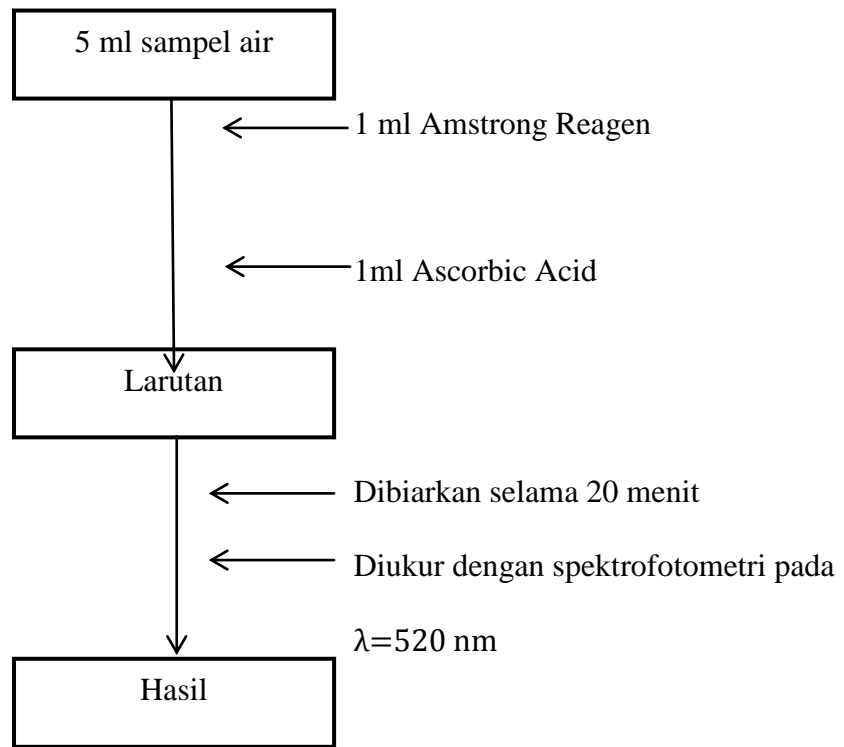 5 ml sampel air
1 ml Amstrong Reagen
1ml Ascorbic Acid
Larutan
Dibiarkan selama 20 menit
Diukur dengan spektrofotometri pada
λ=520 nm
Hasil